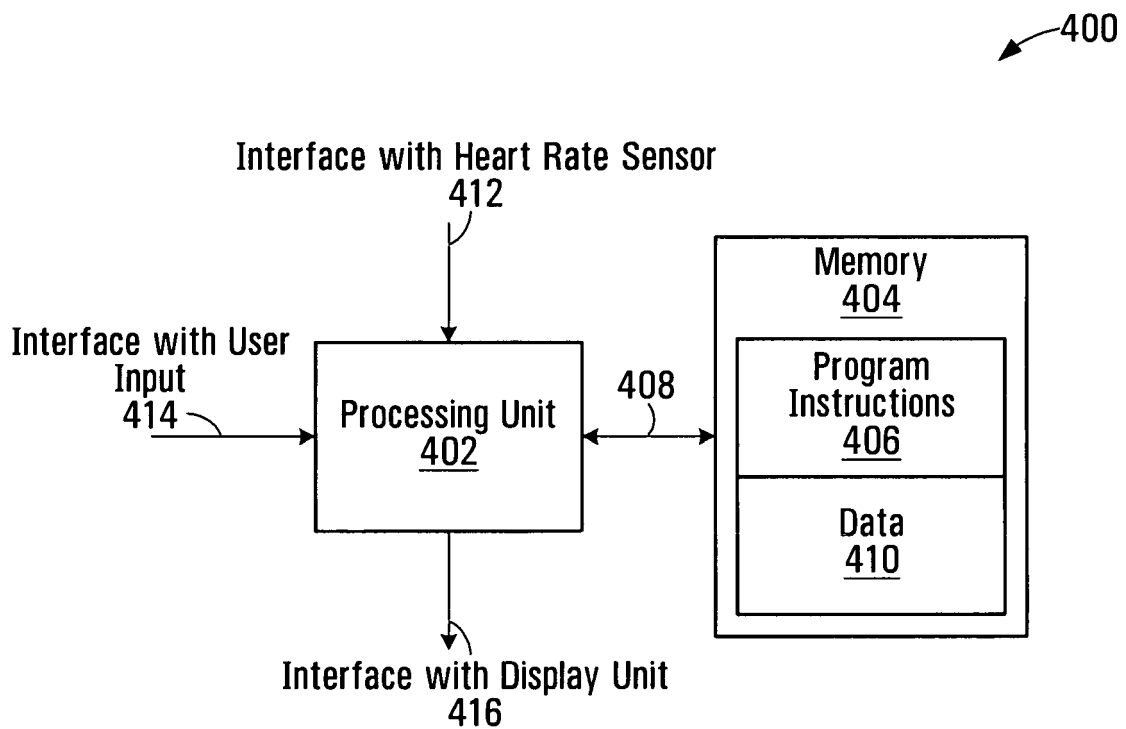 400
Interface with Heart Rate Sensor
412
Memory
404
Interface with User
Input
414
Processing Unit
402
408
Program
Instructions
406
Data
410
Interface with Display Unit
416